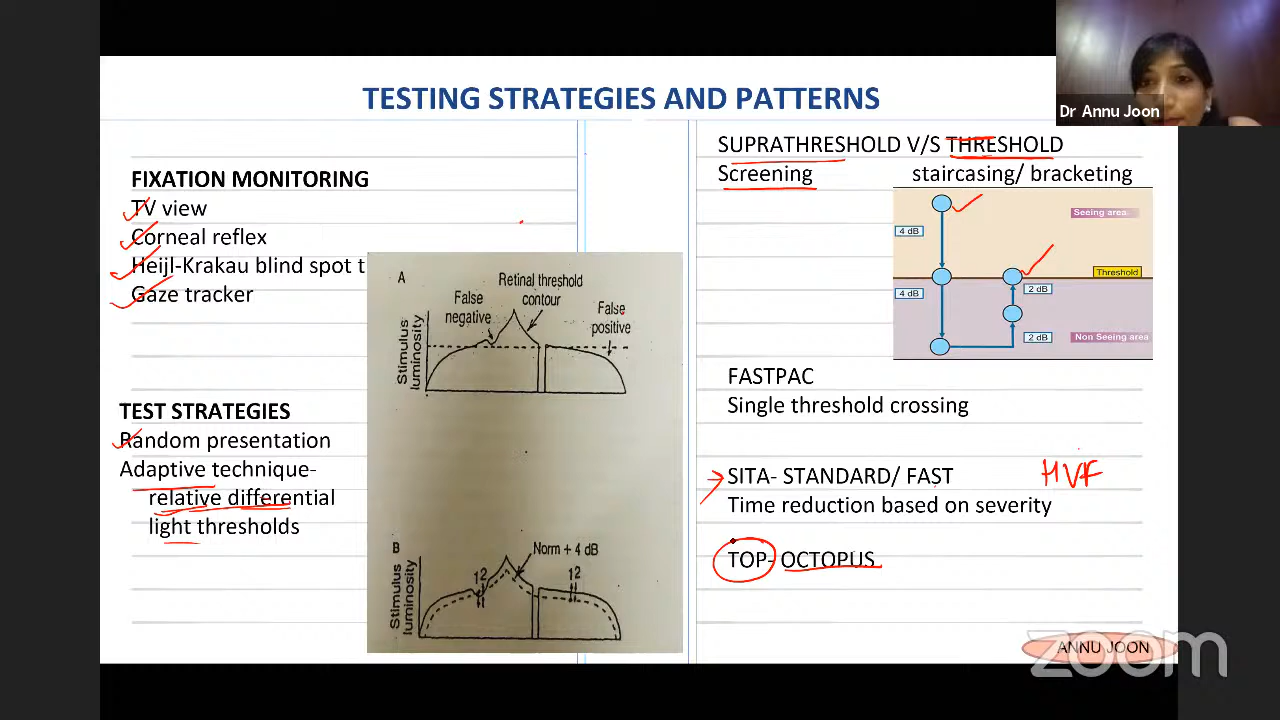 TESTING STRATEGIES AND PATTERNS
Dr Annu Joon
FIXATION MONITORING
TV view
Corneal reflex
Heijl-Krakau blind spot t
Gaze tracker
TEST STRATEGIES
Random presentation
Adaptive technique-
relative differential
light thresholds
A
Retinal threshold
contour
False
negative
False
positive
Stimulus
luminosity
B
Norm + 4 dB
12
12
Stimulus
luminosity
SUPRATHRESHOLD V/S THRESHOLD
Screening
staircasing/ bracketing
Seeing area
4 dB
Threshold
4 dB
2 dB
2 dB
Non Seeing area
FASTPAC
Single threshold crossing
SITA- STANDARD/ FAST
HVF
Time reduction based on severity
TOP- OCTOPUS
ANNU JOON
zoom